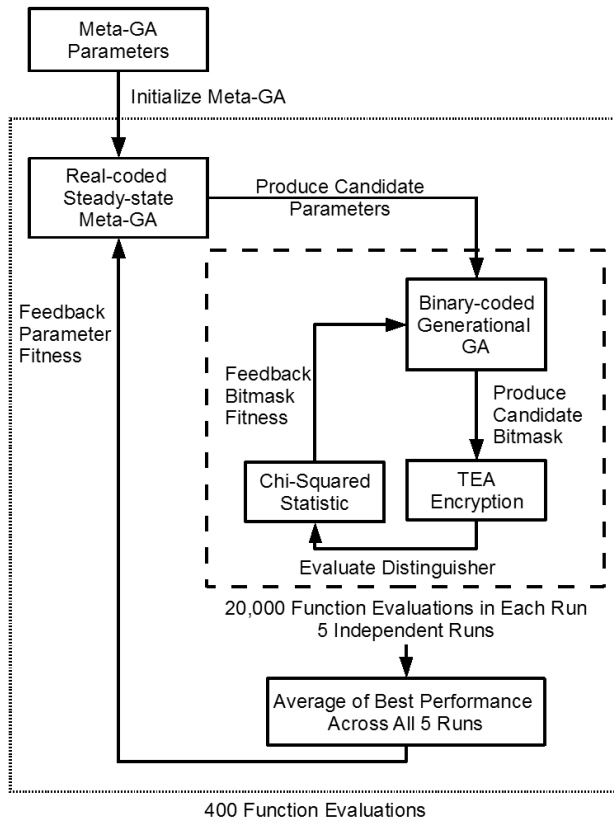 Meta-GA
Parameters
Initialize Meta-GA
Real-coded
Steady-state
Meta-GA
Produce Candidate
Parameters
Feedback
Parameter
Fitness
Binary-coded
Generational
GA
Feedback
Bitmask
Fitness
Produce
Candidate
Bitmask
Chi-Squared
Statistic
TEA
Encryption
Evaluate Distinguisher
20,000 Function Evaluations in Each Run
5 Independent Runs
Average of Best Performance
Across All 5 Runs
400 Function Evaluations